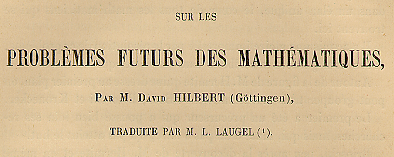 SUR LES
PROBLÈMES FUTURS DES MATHÉMATIQUES,
PAR M. DAVID HILBERT (Göttingen),
TRADUITE PAR M. L. LAUGEL (¹).